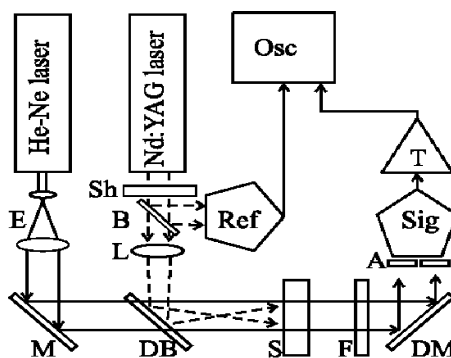 He-Ne laser
Nd:YAG laser
Osc
Sh
T
E
B
Ref
Sig
L
A
M
DB
S
F
DM